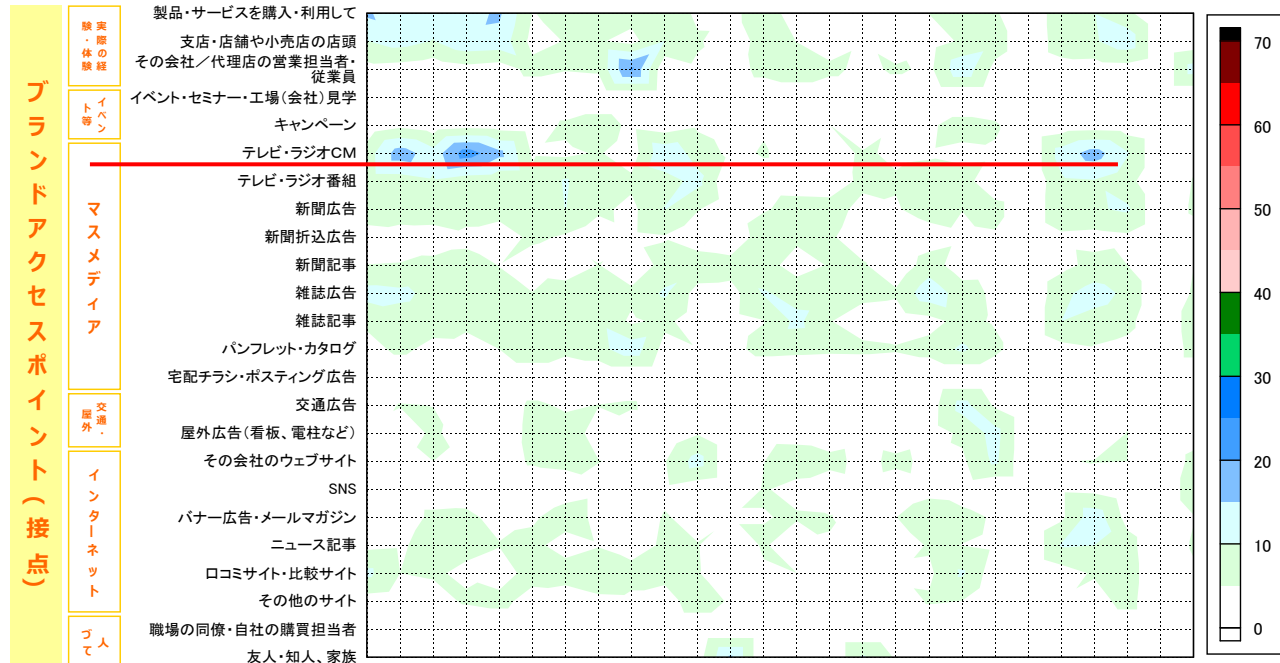 ブランドアクセスポイント(接点)
実際の経
験・体験
イベン
ト等
マスメディア
交通・
屋外
インターネット
人
づて
製品・サービスを購入・利用して
支店・店舗や小売店の店頭
その会社／代理店の営業担当者・
従業員
イベント・セミナー・工場(会社)見学
キャンペーン
テレビ・ラジオCM
テレビ・ラジオ番組
新聞広告
新聞折込広告
新聞記事
雑誌広告
雑誌記事
パンフレット・カタログ
宅配チラシ・ポスティング広告
交通広告
屋外広告(看板、電柱など)
その会社のウェブサイト
SNS
バナー広告・メールマガジン
ニュース記事
口コミサイト・比較サイト
その他のサイト
職場の同僚・自社の購買担当者
友人・知人、家族
70
60
50
40
30
20
10
0